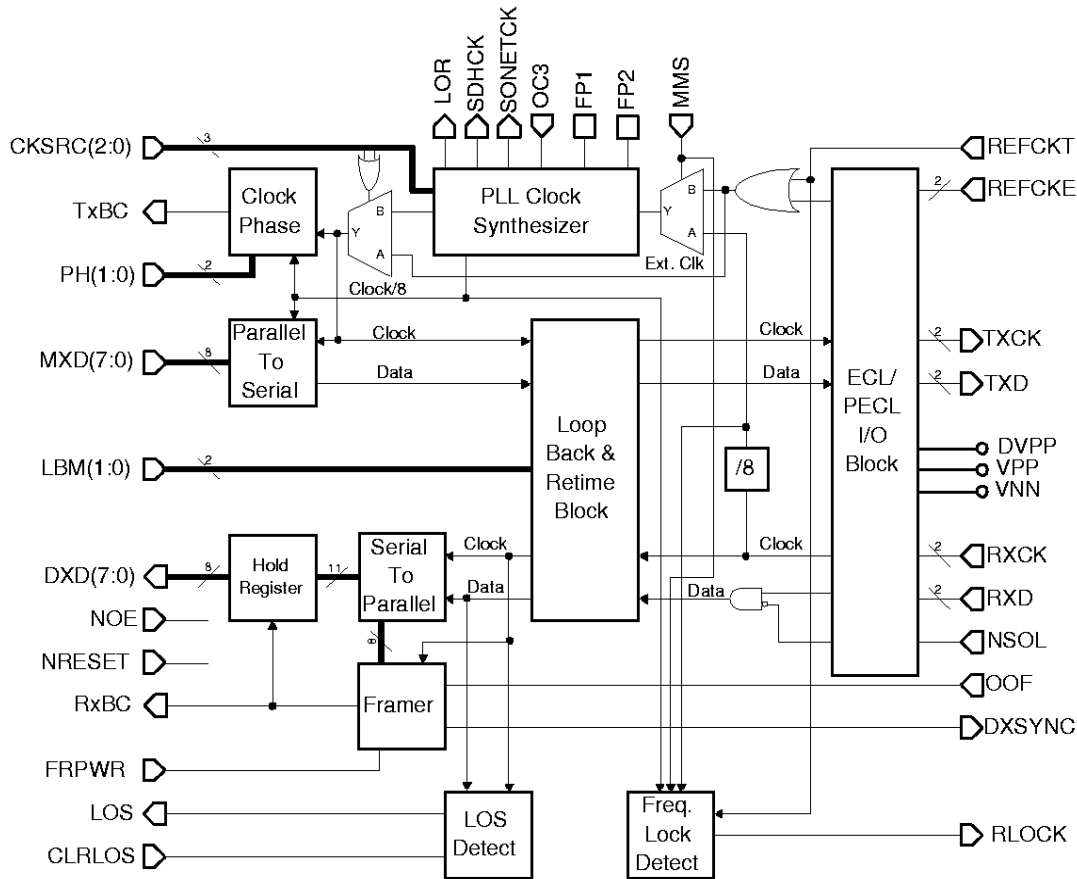 LOR
SDHCK
SONETCK
OC3
FP1
FP2
MMS
CKSRC(2:0)
3
REFCKT
Clock
Phase
B
Y
A
PLL Clock
Synthesizer
B
Y
A
2
REFCKE
TxBC
PH(1:0)
2
Ext. Clk
Clock/8
Parallel
To
Serial
MXD(7:0)
8
Clock
Data
Clock
Data
2
TXCK
2
TXD
ECL/
PECL
I/O
Block
Loop
Back &
Retime
Block
LBM(1:0)
2
/8
DVPP
VPP
VNN
DXD(7:0)
8
Hold
Register
11
Serial
To
Parallel
Clock
Data
Clock
Data
2
RXCK
2
RXD
NOE
NSOL
NRESET
8
RxBC
Framer
OOF
DXSYNC
FRPWR
LOS
LOS
Detect
CLRLOS
Freq.
Lock
Detect
RLOCK